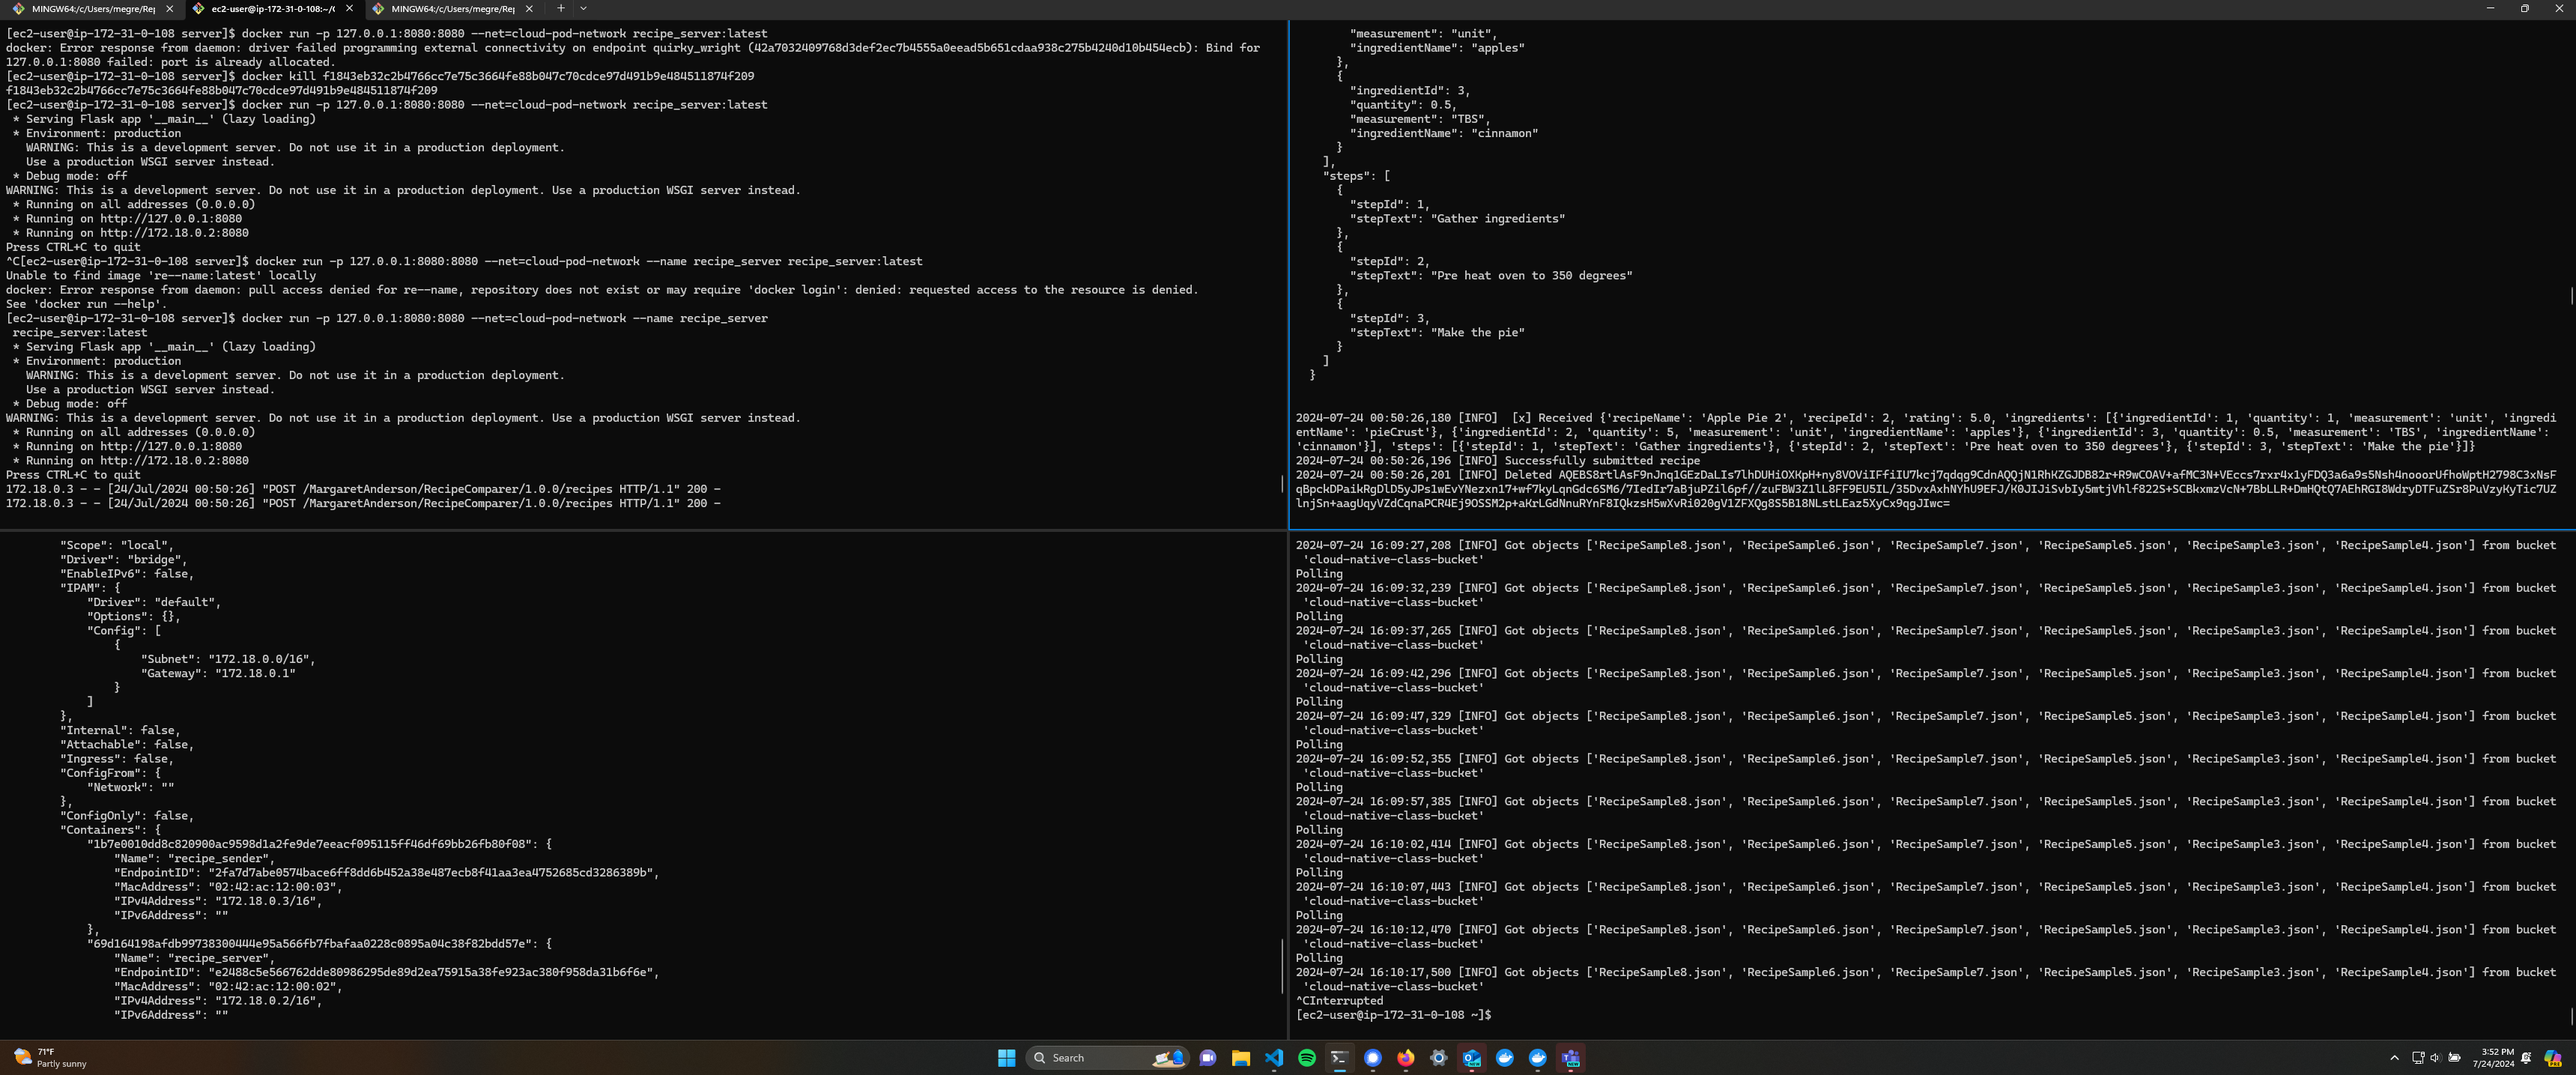 MINGW64:/c/Users/megre/Rep
ec2-user@ip-172-31-0-108:~/C
MINGW64:/c/Users/megre/Rep
[ec2-user@ip-172-31-0-108 server]$ docker run -p 127.0.0.1:8080:8080 --net=cloud-pod-network recipe_server:latest
docker: Error response from daemon: driver failed programming external connectivity on endpoint quirky_wright (42a7032409768d3def2ec7b4555a0eead5b651cdaa938c275b4240d10b454ecb): Bind for
127.0.0.1:8080 failed: port is already allocated.
[ec2-user@ip-172-31-0-108 server]$ docker kill f1843eb32c2b4766cc7e75c3664fe88b047c70cdce97d491b9e484511874f209
f1843eb32c2b4766cc7e75c3664fe88b047c70cdce97d491b9e484511874f209
[ec2-user@ip-172-31-0-108 server]$ docker run -p 127.0.0.1:8080:8080 --net=cloud-pod-network recipe_server:latest
 * Serving Flask app '__main__' (lazy loading)
 * Environment: production
   WARNING: This is a development server. Do not use it in a production deployment.
   Use a production WSGI server instead.
 * Debug mode: off
WARNING: This is a development server. Do not use it in a production deployment. Use a production WSGI server instead.
 * Running on all addresses (0.0.0.0)
 * Running on http://127.0.0.1:8080
 * Running on http://172.18.0.2:8080
Press CTRL+C to quit
^C[ec2-user@ip-172-31-0-108 server]$ docker run -p 127.0.0.1:8080:8080 --net=cloud-pod-network --name recipe_server recipe_server:latest
Unable to find image 're--name:latest' locally
docker: Error response from daemon: pull access denied for re--name, repository does not exist or may require 'docker login': denied: requested access to the resource is denied.
See 'docker run --help'.
[ec2-user@ip-172-31-0-108 server]$ docker run -p 127.0.0.1:8080:8080 --net=cloud-pod-network --name recipe_server
 recipe_server:latest
 * Serving Flask app '__main__' (lazy loading)
 * Environment: production
   WARNING: This is a development server. Do not use it in a production deployment.
   Use a production WSGI server instead.
 * Debug mode: off
WARNING: This is a development server. Do not use it in a production deployment. Use a production WSGI server instead.
 * Running on all addresses (0.0.0.0)
 * Running on http://127.0.0.1:8080
 * Running on http://172.18.0.2:8080
Press CTRL+C to quit
172.18.0.3 - - [24/Jul/2024 00:50:26] "POST /MargaretAnderson/RecipeComparer/1.0.0/recipes HTTP/1.1" 200 -
172.18.0.3 - - [24/Jul/2024 00:50:26] "POST /MargaretAnderson/RecipeComparer/1.0.0/recipes HTTP/1.1" 200 -
"measurement": "unit",
"ingredientName": "apples"
},
{
"ingredientId": 3,
"quantity": 0.5,
"measurement": "TBS",
"ingredientName": "cinnamon"
}
],
"steps": [
{
"stepId": 1,
"stepText": "Gather ingredients"
},
{
"stepId": 2,
"stepText": "Pre heat oven to 350 degrees"
},
{
"stepId": 3,
"stepText": "Make the pie"
}
]
}
2024-07-24 00:50:26,180 [INFO]  [x] Received {'recipeName': 'Apple Pie 2', 'recipeId': 2, 'rating': 5.0, 'ingredients': [{'ingredientId': 1, 'quantity': 1, 'measurement': 'unit', 'ingredi
entName': 'pieCrust'}, {'ingredientId': 2, 'quantity': 5, 'measurement': 'unit', 'ingredientName': 'apples'}, {'ingredientId': 3, 'quantity': 0.5, 'measurement': 'TBS', 'ingredientName':
'cinnamon'}], 'steps': [{'stepId': 1, 'stepText': 'Gather ingredients'}, {'stepId': 2, 'stepText': 'Pre heat oven to 350 degrees'}, {'stepId': 3, 'stepText': 'Make the pie'}]}
2024-07-24 00:50:26,196 [INFO] Successfully submitted recipe
2024-07-24 00:50:26,201 [INFO] Deleted
"Scope": "local",
"Driver": "bridge",
"EnableIPv6": false,
"IPAM": {
"Driver": "default",
"Options": {},
"Config": [
{
"Subnet": "172.18.0.0/16",
"Gateway": "172.18.0.1"
}
]
},
"Internal": false,
"Attachable": false,
"Ingress": false,
"ConfigFrom": {
"Network": ""
},
"ConfigOnly": false,
"Containers": {
"1b7e0010dd8c820900ac9598d1a2fe9de7eeacf095115ff46df69bb26fb80f08": {
"Name": "recipe_sender",
"EndpointID": "2fa7d7abe0574bace6ff8dd6b452a38e487ecb8f41aa3ea4752685cd3286389b",
"MacAddress": "02:42:ac:12:00:03",
"IPv4Address": "172.18.0.3/16",
"IPv6Address": ""
},
"69d164198afdb99738300444e95a566fb7fbafaa0228c0895a04c38f82bdd57e": {
"Name": "recipe_server",
"EndpointID": "e2488c5e566762dde80986295de89d2ea75915a38fe923ac380f958da31b6f6e",
"MacAddress": "02:42:ac:12:00:02",
"IPv4Address": "172.18.0.2/16",
"IPv6Address": ""
2024-07-24 16:09:27,208 [INFO] Got objects ['RecipeSample8.json', 'RecipeSample6.json', 'RecipeSample7.json', 'RecipeSample5.json', 'RecipeSample3.json', 'RecipeSample4.json'] from bucket
 'cloud-native-class-bucket'
Polling
2024-07-24 16:09:32,239 [INFO] Got objects ['RecipeSample8.json', 'RecipeSample6.json', 'RecipeSample7.json', 'RecipeSample5.json', 'RecipeSample3.json', 'RecipeSample4.json'] from bucket
 'cloud-native-class-bucket'
Polling
2024-07-24 16:09:37,265 [INFO] Got objects ['RecipeSample8.json', 'RecipeSample6.json', 'RecipeSample7.json', 'RecipeSample5.json', 'RecipeSample3.json', 'RecipeSample4.json'] from bucket
 'cloud-native-class-bucket'
Polling
2024-07-24 16:09:42,296 [INFO] Got objects ['RecipeSample8.json', 'RecipeSample6.json', 'RecipeSample7.json', 'RecipeSample5.json', 'RecipeSample3.json', 'RecipeSample4.json'] from bucket
 'cloud-native-class-bucket'
Polling
2024-07-24 16:09:47,329 [INFO] Got objects ['RecipeSample8.json', 'RecipeSample6.json', 'RecipeSample7.json', 'RecipeSample5.json', 'RecipeSample3.json', 'RecipeSample4.json'] from bucket
 'cloud-native-class-bucket'
Polling
2024-07-24 16:09:52,355 [INFO] Got objects ['RecipeSample8.json', 'RecipeSample6.json', 'RecipeSample7.json', 'RecipeSample5.json', 'RecipeSample3.json', 'RecipeSample4.json'] from bucket
 'cloud-native-class-bucket'
Polling
2024-07-24 16:09:57,385 [INFO] Got objects ['RecipeSample8.json', 'RecipeSample6.json', 'RecipeSample7.json', 'RecipeSample5.json', 'RecipeSample3.json', 'RecipeSample4.json'] from bucket
 'cloud-native-class-bucket'
Polling
2024-07-24 16:10:02,414 [INFO] Got objects ['RecipeSample8.json', 'RecipeSample6.json', 'RecipeSample7.json', 'RecipeSample5.json', 'RecipeSample3.json', 'RecipeSample4.json'] from bucket
 'cloud-native-class-bucket'
Polling
2024-07-24 16:10:07,443 [INFO] Got objects ['RecipeSample8.json', 'RecipeSample6.json', 'RecipeSample7.json', 'RecipeSample5.json', 'RecipeSample3.json', 'RecipeSample4.json'] from bucket
 'cloud-native-class-bucket'
Polling
2024-07-24 16:10:12,470 [INFO] Got objects ['RecipeSample8.json', 'RecipeSample6.json', 'RecipeSample7.json', 'RecipeSample5.json', 'RecipeSample3.json', 'RecipeSample4.json'] from bucket
 'cloud-native-class-bucket'
Polling
2024-07-24 16:10:17,500 [INFO] Got objects ['RecipeSample8.json', 'RecipeSample6.json', 'RecipeSample7.json', 'RecipeSample5.json', 'RecipeSample3.json', 'RecipeSample4.json'] from bucket
 'cloud-native-class-bucket'
^CInterrupted
[ec2-user@ip-172-31-0-108 ~]$
71°F
Partly sunny
Search
3:52 PM
7/24/2024